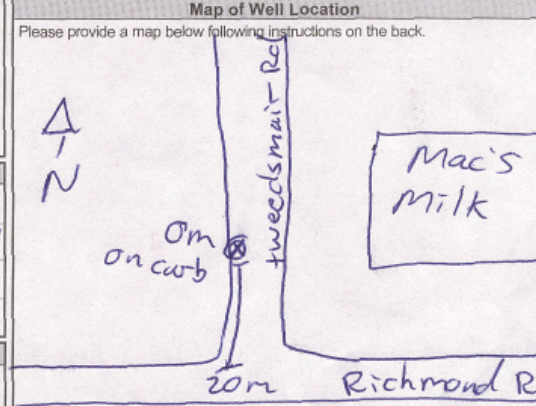 Map of Well Location
Please provide a map below following instructions on the back.
N
tweedsmair Rd
Mac's
Milk
0m
on curb
20m
Richmond R